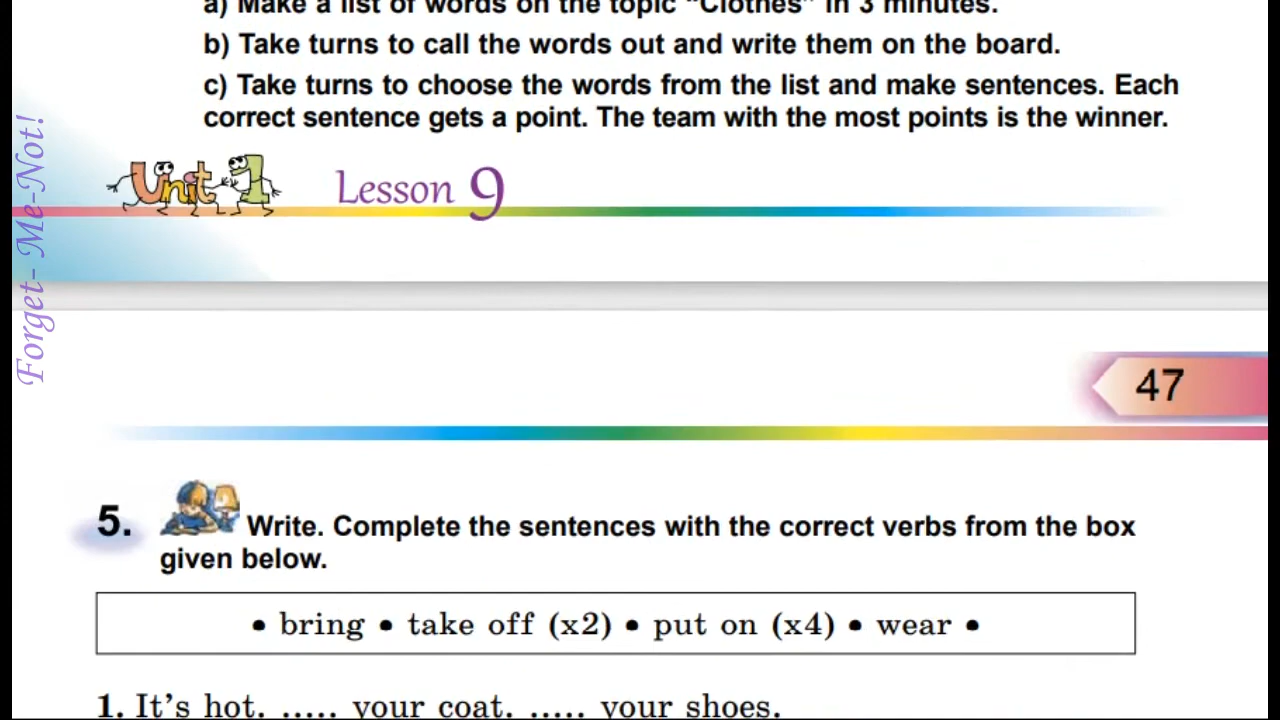 a) Make a list of words on the topic “Clothes” in 3 minutes.
b) Take turns to call the words out and write them on the board.
c) Take turns to choose the words from the list and make sentences. Each
correct sentence gets a point. The team with the most points is the winner.
Forget- Me-Not!
Unit 1 Lesson 9
47
5. Write. Complete the sentences with the correct verbs from the box
given below.
• bring • take off (x2) • put on (x4) • wear •
1. It’s hot. ..... your coat. ..... your shoes.